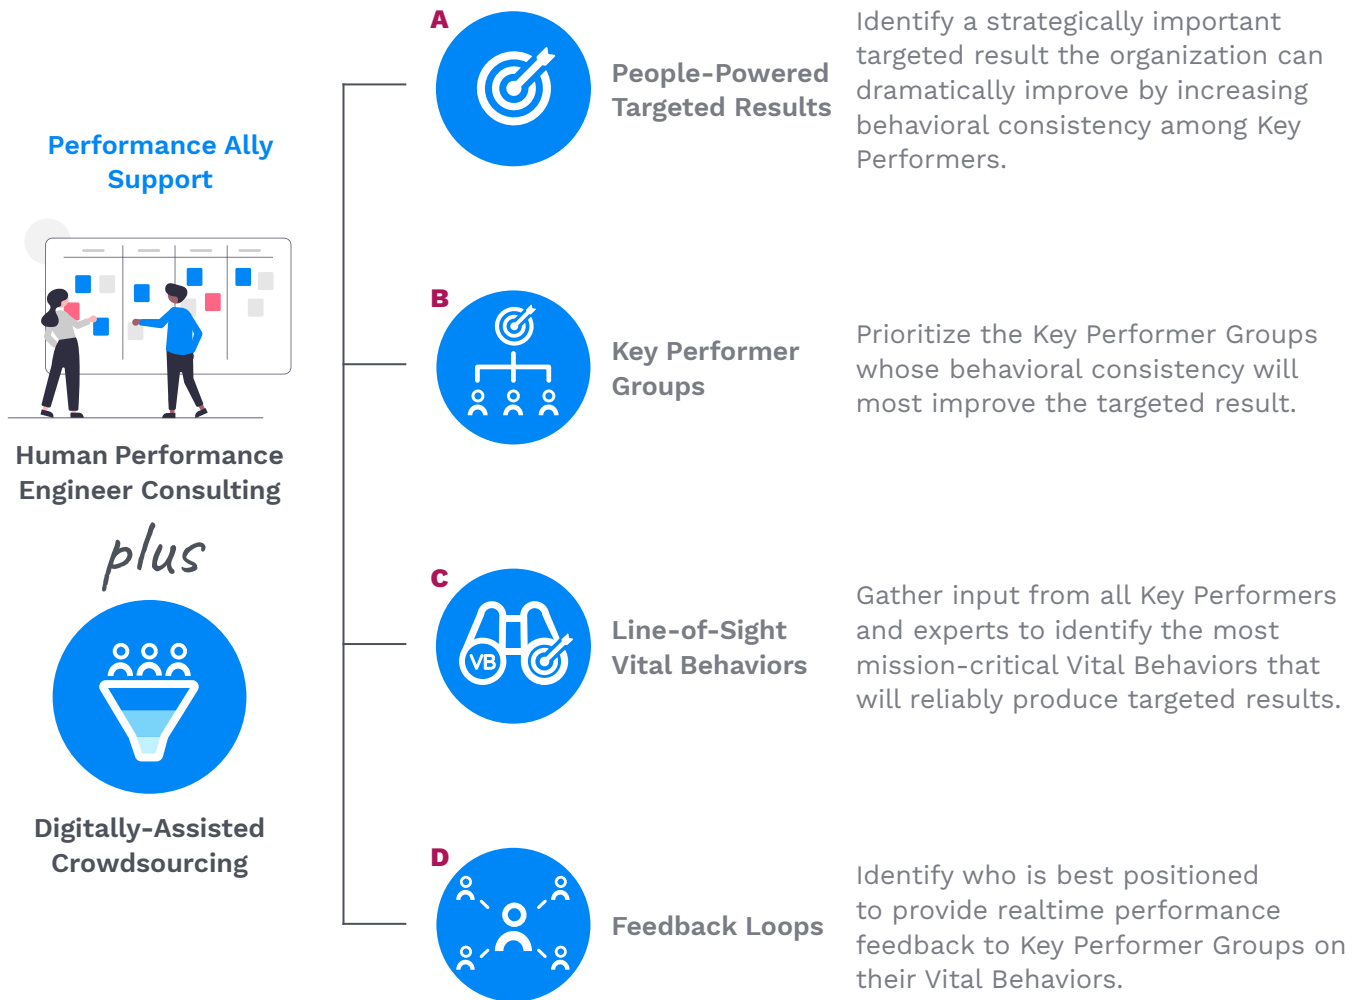 Performance Ally
Support
Human Performance
Engineer Consulting
plus
Digitally-Assisted
Crowdsourcing
A
People-Powered
Targeted Results
Identify a strategically important
targeted result the organization can
dramatically improve by increasing
behavioral consistency among Key
Performers.
B
Key Performer
Groups
Prioritize the Key Performer Groups
whose behavioral consistency will
most improve the targeted result.
C
VB
Line-of-Sight
Vital Behaviors
Gather input from all Key Performers
and experts to identify the most
mission-critical Vital Behaviors that
will reliably produce targeted results.
D
Feedback Loops
Identify who is best positioned
to provide realtime performance
feedback to Key Performer Groups on
their Vital Behaviors.